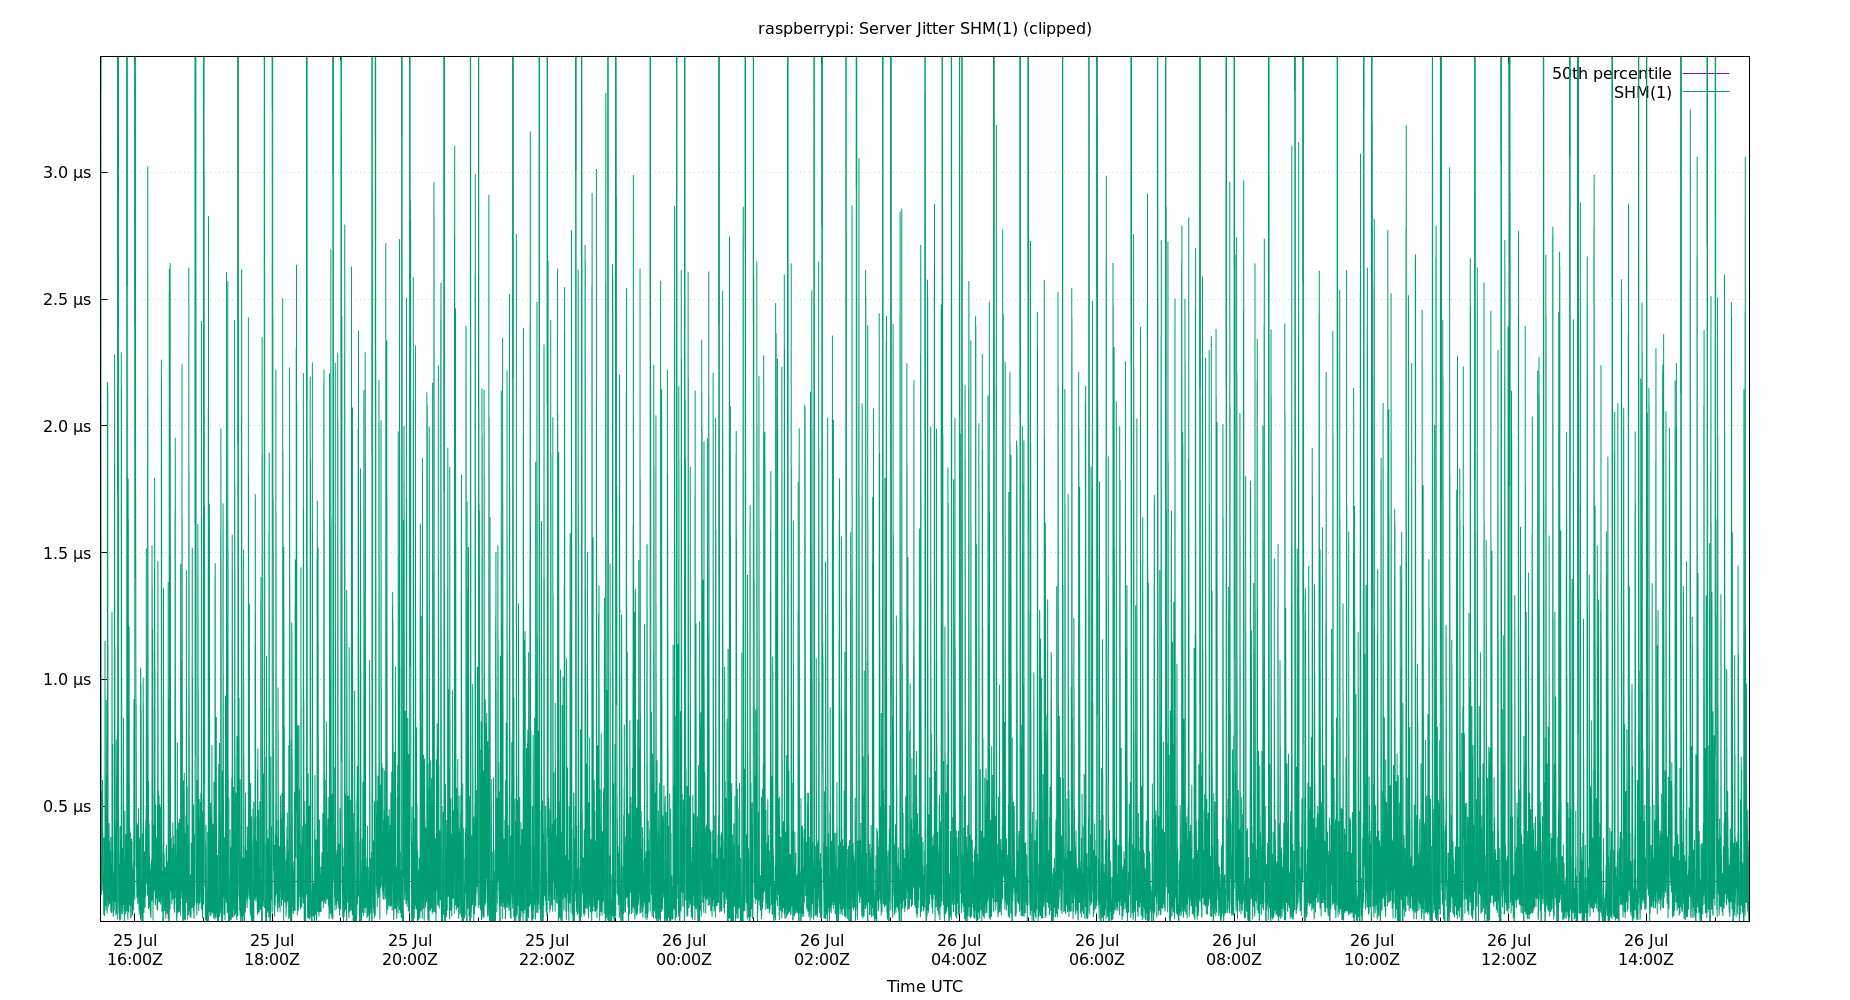 raspberrypi: Server Jitter SHM(1) (clipped)
50th percentile
SHM(1)
3.0 µs
2.5 µs
2.0 µs
1.5 µs
1.0 µs
0.5 µs
25 Jul 25 Jul 25 Jul 25 Jul 26 Jul 26 Jul 26 Jul 26 Jul 26 Jul 26 Jul 26 Jul 26 Jul
16:00Z 18:00Z 20:00Z 22:00Z 00:00Z 02:00Z 04:00Z 06:00Z 08:00Z 10:00Z 12:00Z 14:00Z
Time UTC